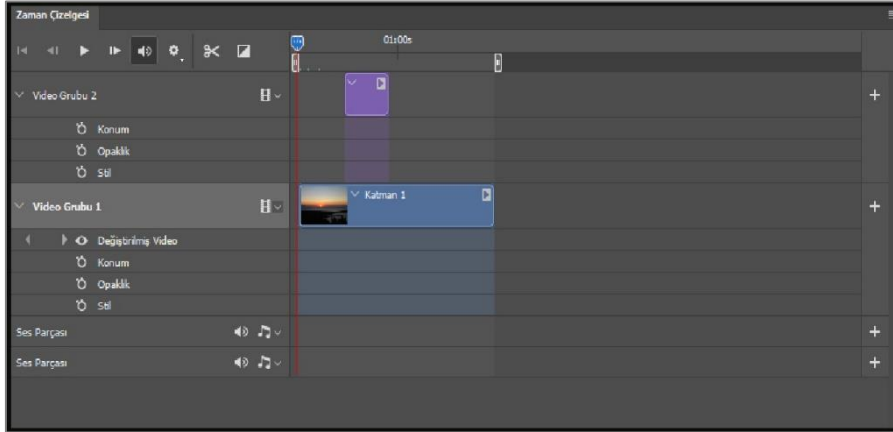 Zaman Çizelgesi
01:00s
Video Grubu 2
Konum
Opaklık
Stil
Video Grubu 1
Katman 1
Değiştirilmiş Video
Konum
Opaklık
Stil
Ses Parçası
Ses Parçası